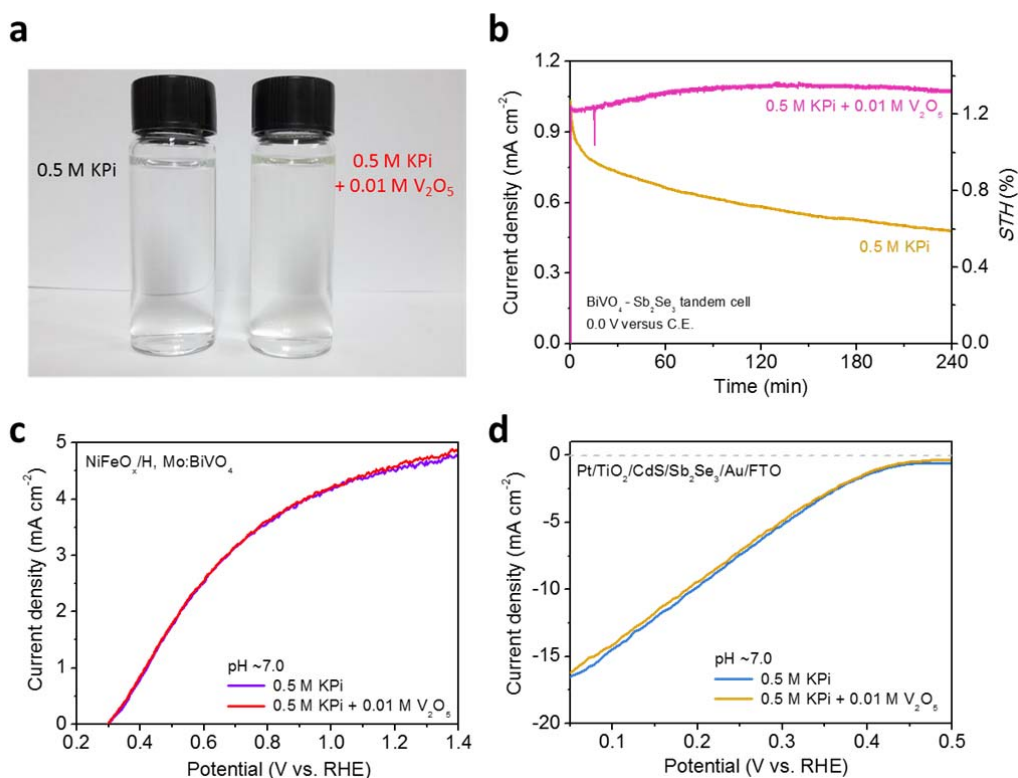 a
0.5 M KPi
0.5 M KPi
+ 0.01 M V₂O₅
b
1.2
0.9
0.6
0.3
0.0
Current density (mA cm⁻²)
0.5 M KPi + 0.01 M V₂O₅
0.5 M KPi
BiVO₄ - Sb₂Se₃ tandem cell
0.0 V versus C.E.
1.2
0.8
0.4
0.0
STH (%)
0 60 120 180 240
Time (min)
c
NiFeOₓ/H, Mo:BiVO₄
5
4
3
2
1
0
Current density (mA cm⁻²)
pH ~7.0
0.5 M KPi
0.5 M KPi + 0.01 M V₂O₅
0.2 0.4 0.6 0.8 1.0 1.2 1.4
Potential (V vs. RHE)
d
Pt/TiO₂/CdS/Sb₂Se₃/Au/FTO
0
-5
-10
-15
-20
Current density (mA cm⁻²)
pH ~7.0
0.5 M KPi
0.5 M KPi + 0.01 M V₂O₅
0.1 0.2 0.3 0.4 0.5
Potential (V vs. RHE)